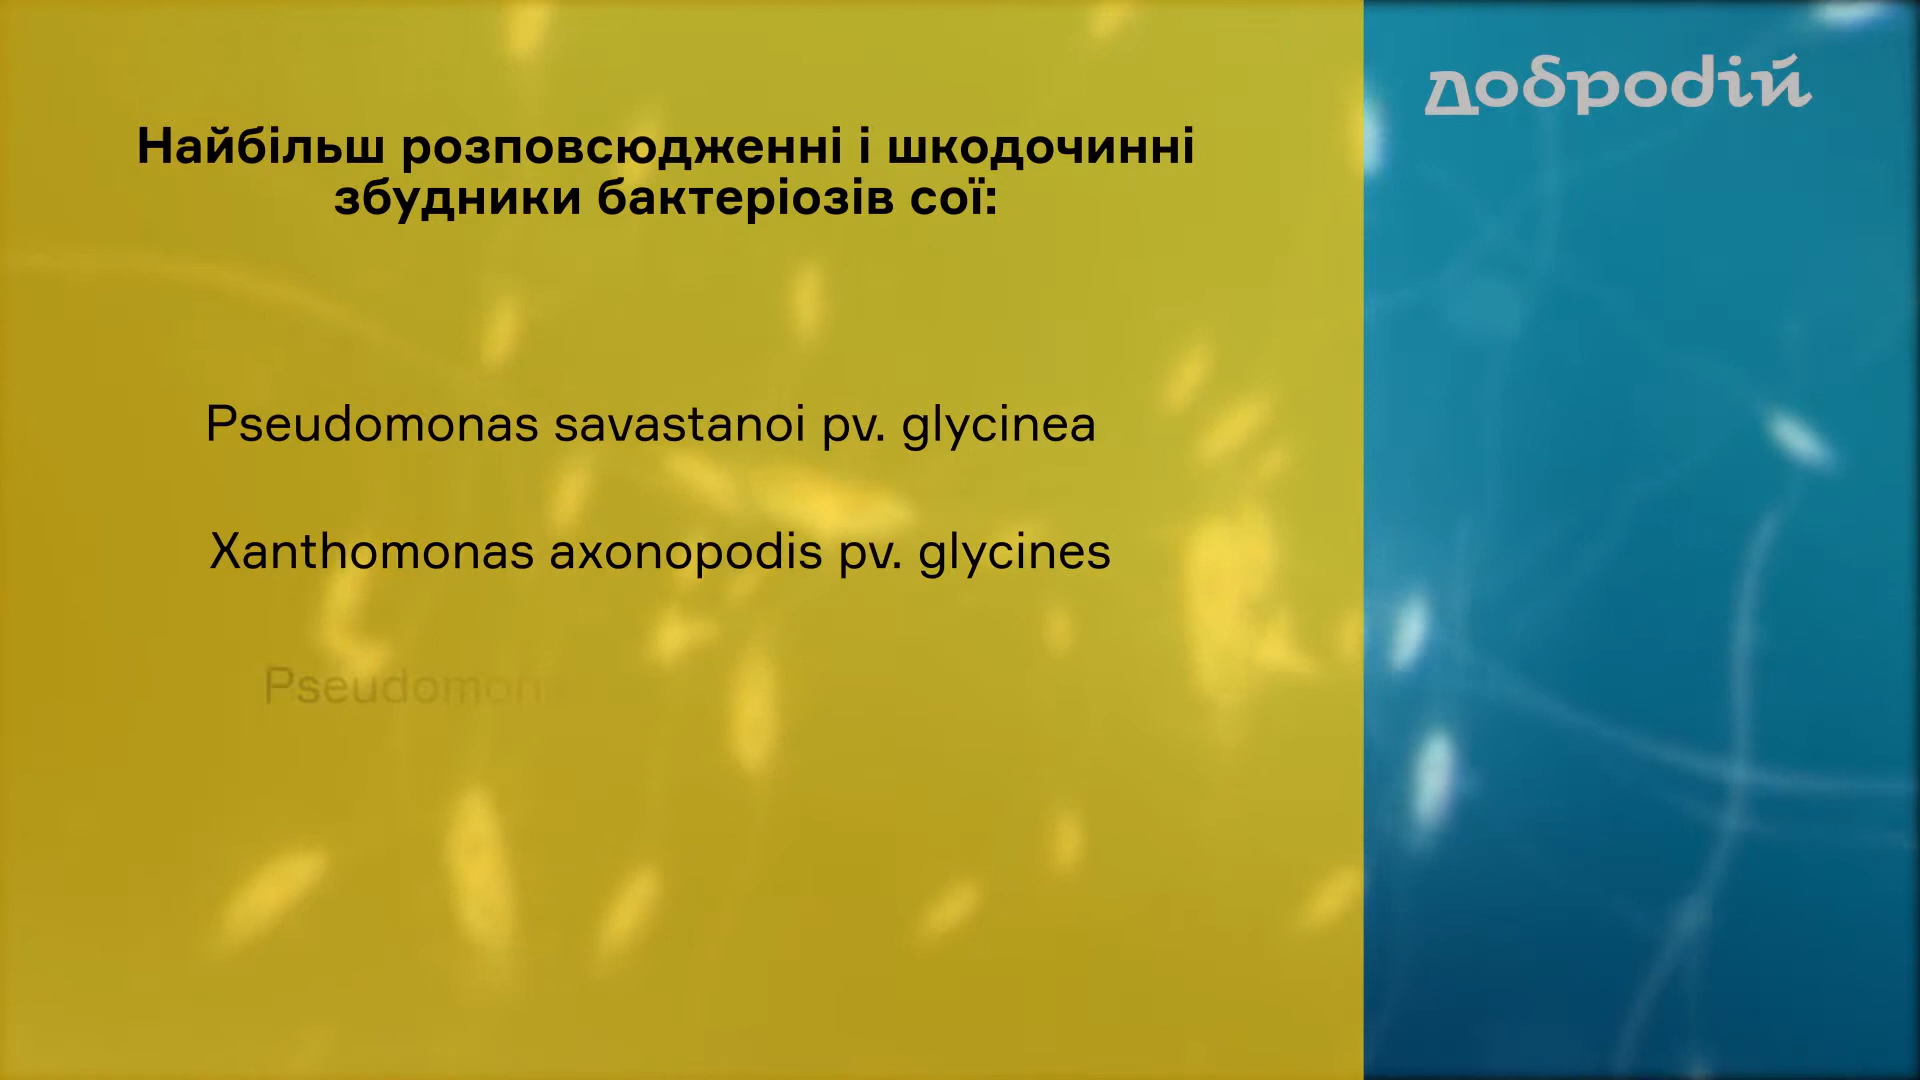 добродій
Найбільш розповсюдженні і шкодочинні
збудники бактеріозів сої:
Pseudomonas savastanoi pv. glycinea
Xanthomonas axonopodis pv. glycines